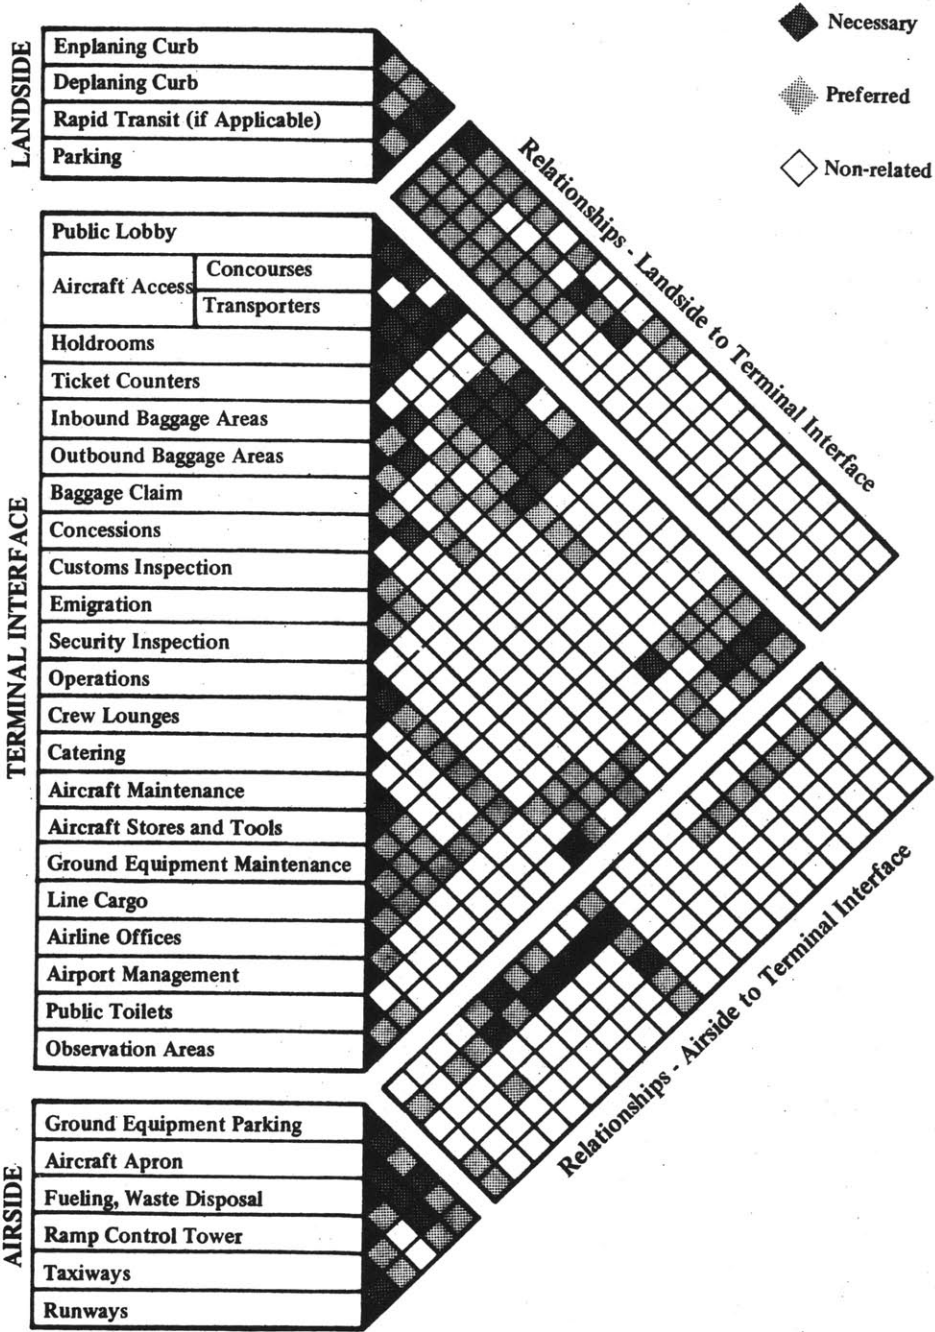 Necessary
Preferred
Non-related
LANDSIDE
Enplaning Curb
Deplaning Curb
Rapid Transit (if Applicable)
Parking
Relationships - Landside to Terminal Interface
TERMINAL INTERFACE
Public Lobby
Aircraft Access
Concourses
Transporters
Holdrooms
Ticket Counters
Inbound Baggage Areas
Outbound Baggage Areas
Baggage Claim
Concessions
Customs Inspection
Emigration
Security Inspection
Operations
Crew Lounges
Catering
Aircraft Maintenance
Aircraft Stores and Tools
Ground Equipment Maintenance
Line Cargo
Airline Offices
Airport Management
Public Toilets
Observation Areas
Relationships - Airside to Terminal Interface
AIRSIDE
Ground Equipment Parking
Aircraft Apron
Fueling, Waste Disposal
Ramp Control Tower
Taxiways
Runways